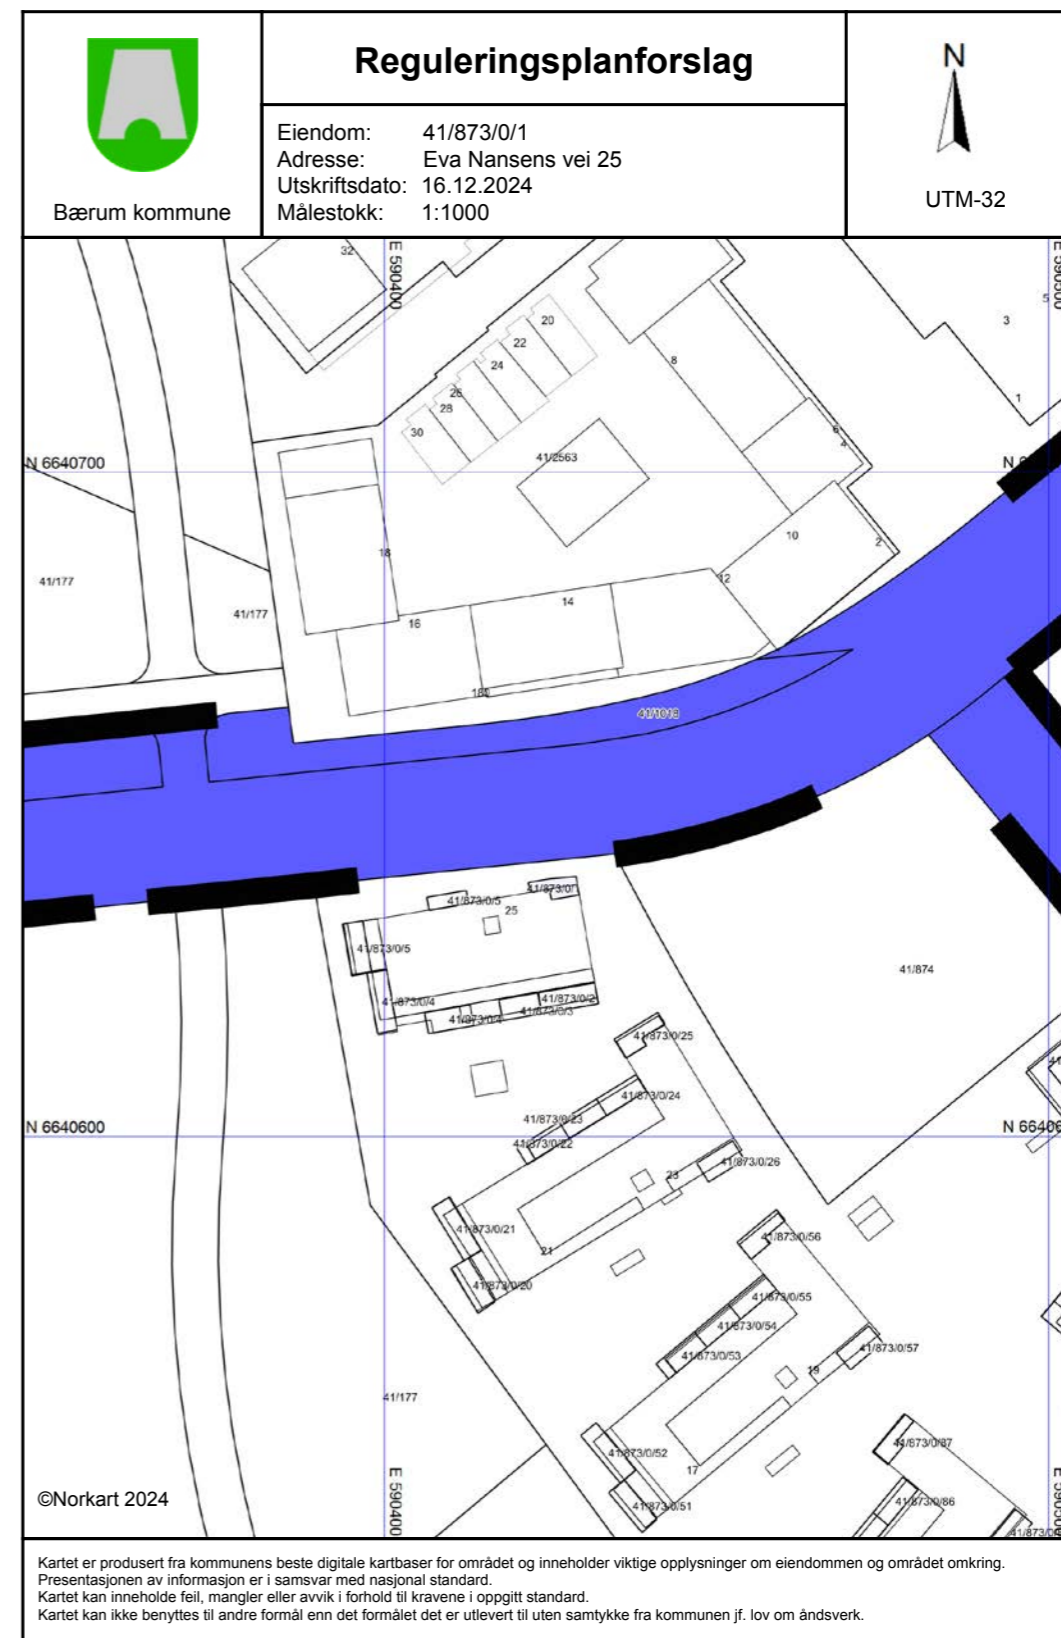 Reguleringsplanforslag
N
Eiendom: 41/873/0/1
Adresse: Eva Nansens vei 25
Utskriftsdato: 16.12.2024
Målestokk: 1:1000
Bærum kommune
UTM-32
32
E 590400
E 590500
5
20
3
22
24
8
26
1
28
30
6
4
41/2563
N 6640700
10
2
18
41/177
12
14
41/177
16
41/1019
41/873/0/5
25
41/873/0/5
41/874
41/873/0/4
41/873/0/2
41/873/0/3
41/873/0/4
41/873/0/25
41/873/0/24
41/873/0/23
N 6640600
41/873/0/22
41/873/0/26
23
41/873/0/21
41/873/0/56
21
41/873/0/20
41/873/0/55
41/873/0/54
41/873/0/53
41/873/0/57
19
41/177
41/873/0/87
41/873/0/52
17
©Norkart 2024
E 590400
E 590500
41/873/0/86
41/873/0/51
Kartet er produsert fra kommunens beste digitale kartbaser for området og inneholder viktige opplysninger om eiendommen og området omkring.
Presentasjonen av informasjon er i samsvar med nasjonal standard.
Kartet kan inneholde feil, mangler eller avvik i forhold til kravene i oppgitt standard.
Kartet kan ikke benyttes til andre formål enn det formålet det er utlevert til uten samtykke fra kommunen jf. lov om åndsverk.